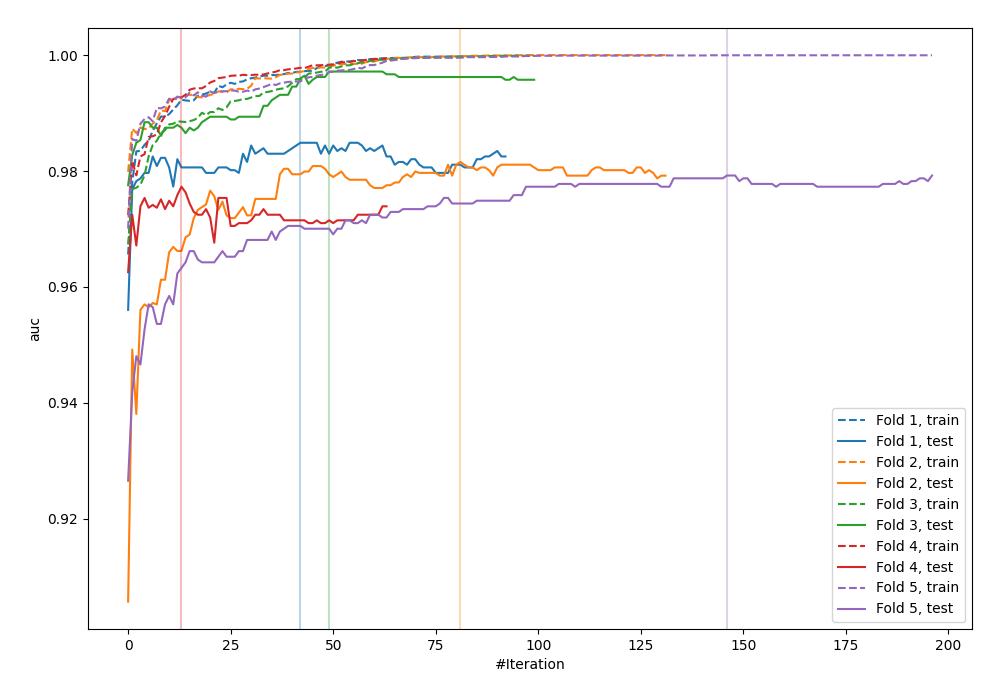 1.00
0.98
0.96
0.94
0.92
auc
0 25 50 75 100 125 150 175 200
#Iteration
Fold 1, train
Fold 1, test
Fold 2, train
Fold 2, test
Fold 3, train
Fold 3, test
Fold 4, train
Fold 4, test
Fold 5, train
Fold 5, test